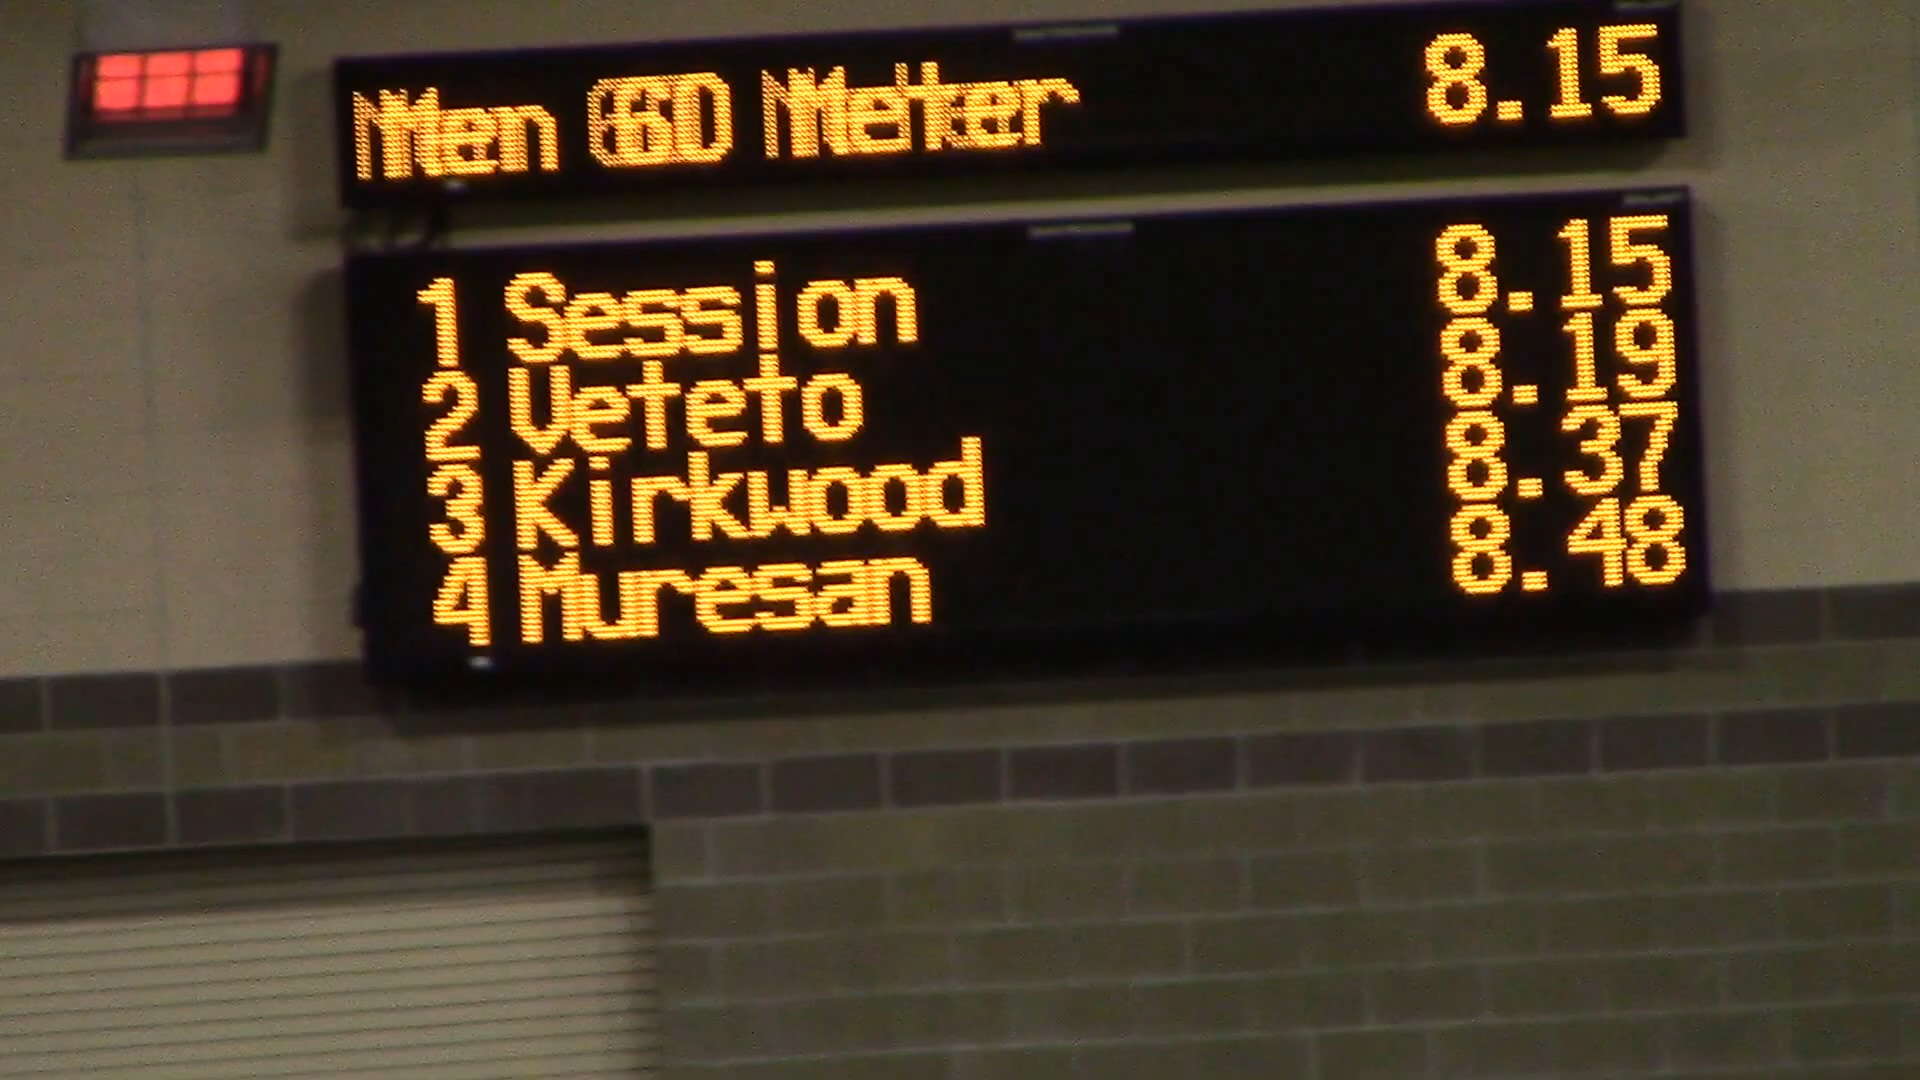 Men 60 Meter 8.15
1 Session 8.15
2 Veteto 8.19
3 Kirkwood 8.37
4 Muresan 8.48